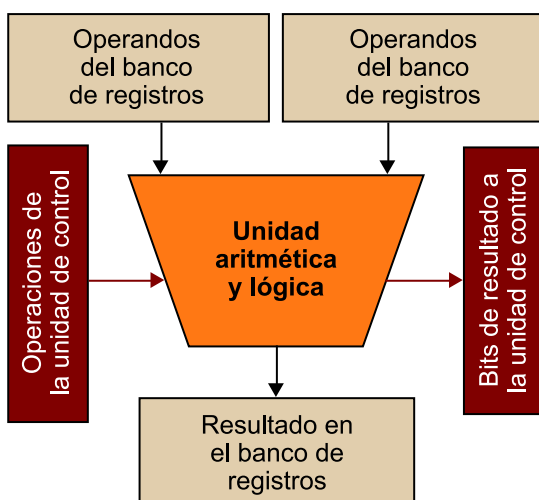 Operandos
del banco
de registros
Operandos
del banco
de registros
Operaciones de
la unidad de control
Unidad
aritmética
y lógica
Bits de resultado a
la unidad de control
Resultado en
el banco de
registros